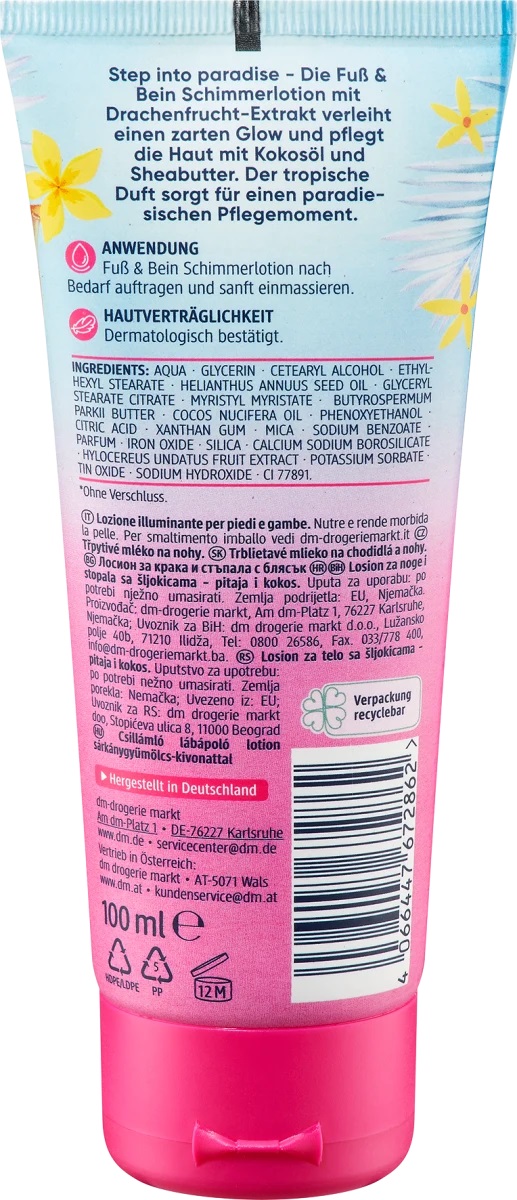 Step into paradise – Die Fuß &
Bein Schimmerlotion mit
Drachenfrucht-Extrakt verleiht
einen zarten Glow und pflegt
die Haut mit Kokosöl und
Sheabutter. Der tropische
Duft sorgt für einen paradie-
sischen Pflegemoment.
ANWENDUNG
Fuß & Bein Schimmerlotion nach
Bedarf auftragen und sanft einmassieren.
HAUTVERTRÄGLICHKEIT
Dermatologisch bestätigt.
INGREDIENTS: AQUA · GLYCERIN · CETEARYL ALCOHOL · ETHYL-
HEXYL STEARATE · HELIANTHUS ANNUUS SEED OIL · GLYCERYL
STEARATE CITRATE · MYRISTYL MYRISTATE · BUTYROSPERMUM
PARKII BUTTER · COCOS NUCIFERA OIL · PHENOXYETHANOL ·
CITRIC ACID · XANTHAN GUM · MICA · SODIUM BENZOATE ·
PARFUM · IRON OXIDE · SILICA · CALCIUM SODIUM BOROSILICATE
· HYLOCEREUS UNDATUS FRUIT EXTRACT · POTASSIUM SORBATE ·
TIN OXIDE · SODIUM HYDROXIDE · CI 77891.
*Ohne Verschluss.
IT Lozione illuminante per piedi e gambe. Nutre e rende morbida
la pelle. Per smaltimento imballo vedi dm-drogeriemarkt.it CZ
Třpytivé mléko na nohy. SK Trblietavé mlieko na chodidlá a nohy.
BG Лосион за крака и стъпала с блясък HR BIH Losion za noge i
stopala sa šljokicama – pitaja i kokos. Uputa za uporabu: po
potrebi nježno umasirati. Zemlja podrijetla: EU, Njemačka.
Proizvođač: dm-drogerie markt, Am dm-Platz 1, 76227 Karlsruhe,
Njemačka; Uvoznik za BiH: dm drogerie markt d.o.o., Lužansko
polje 40b, 71210 Ilidža, Tel: 0800 26586, Fax. 033/778 400,
info@dm-drogeriemarkt.ba. RS Losion za telo sa šljokicama –
pitaja i kokos. Uputstvo za upotrebu:
po potrebi nežno umasirati. Zemlja
porekla: Nemačka; Uvezeno iz: EU;
Uvoznik za RS: dm drogerie markt
doo, Stopićeva ulica 8, 11000 Beograd
HU Csillámló lábápoló lotion
sárkánygyümölcs-kivonattal
Verpackung
recyclebar
Hergestellt in Deutschland
dm-drogerie markt
Am dm-Platz 1 • DE-76227 Karlsruhe
www.dm.de • servicecenter@dm.de
Vertrieb in Österreich:
dm drogerie markt • AT-5071 Wals
www.dm.at • kundenservice@dm.at
100 ml ℮
HDPE/LDPE
5
PP
12 M
4 066447 672862 >